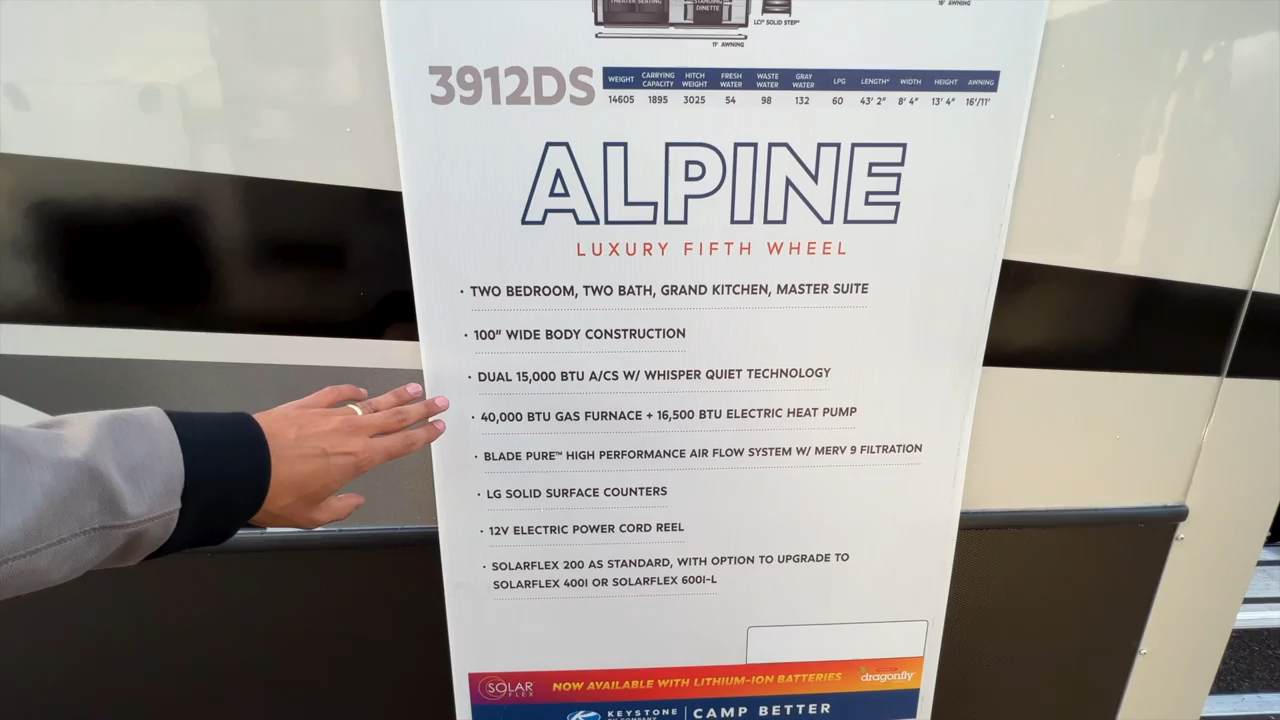 THEATER SEATING
STANDING
DINETTE
LCI® SOLID STEP®
16' AWNING
11' AWNING
3912DS
WEIGHT CARRYING CAPACITY HITCH WEIGHT FRESH WATER WASTE WATER GRAY WATER LPG LENGTH* WIDTH HEIGHT AWNING
14605 1895 3025 54 98 132 60 43' 2" 8' 4" 13' 4" 16'/11'
ALPINE
LUXURY FIFTH WHEEL
• TWO BEDROOM, TWO BATH, GRAND KITCHEN, MASTER SUITE
• 100" WIDE BODY CONSTRUCTION
• DUAL 15,000 BTU A/CS W/ WHISPER QUIET TECHNOLOGY
• 40,000 BTU GAS FURNACE + 16,500 BTU ELECTRIC HEAT PUMP
• BLADE PURE™ HIGH PERFORMANCE AIR FLOW SYSTEM W/ MERV 9 FILTRATION
• LG SOLID SURFACE COUNTERS
• 12V ELECTRIC POWER CORD REEL
• SOLARFLEX 200 AS STANDARD, WITH OPTION TO UPGRADE TO
SOLARFLEX 400I OR SOLARFLEX 600I-L
SOLAR
FLEX
NOW AVAILABLE WITH LITHIUM-ION BATTERIES
dragonfly
KEYSTONE
RV COMPANY
CAMP BETTER